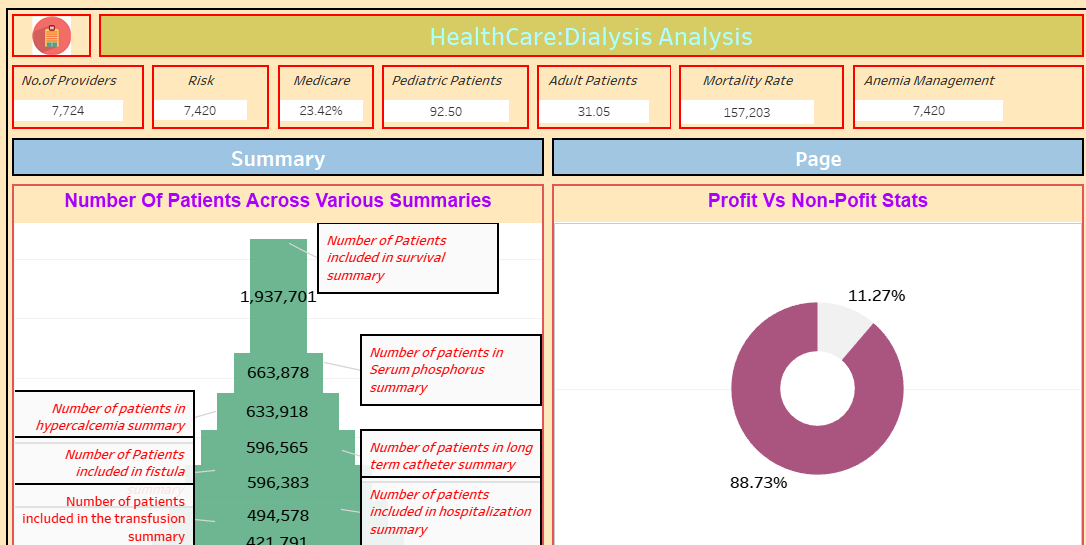 HealthCare:Dialysis Analysis
No.of Providers
7,724
Risk
7,420
Medicare
23.42%
Pediatric Patients
92.50
Adult Patients
31.05
Mortality Rate
157,203
Anemia Management
7,420
Summary
Page
Number Of Patients Across Various Summaries
Number of Patients
included in survival
summary
1,937,701
Number of patients in
Serum phosphorus
summary
663,878
Number of patients in
hypercalcemia summary
633,918
Number of patients in long
term catheter summary
596,565
Number of Patients
included in fistula
summary
596,383
Number of patients
included in hospitalization
summary
Number of patients
included in the transfusion
summary
494,578
421,791
Profit Vs Non-Pofit Stats
11.27%
88.73%